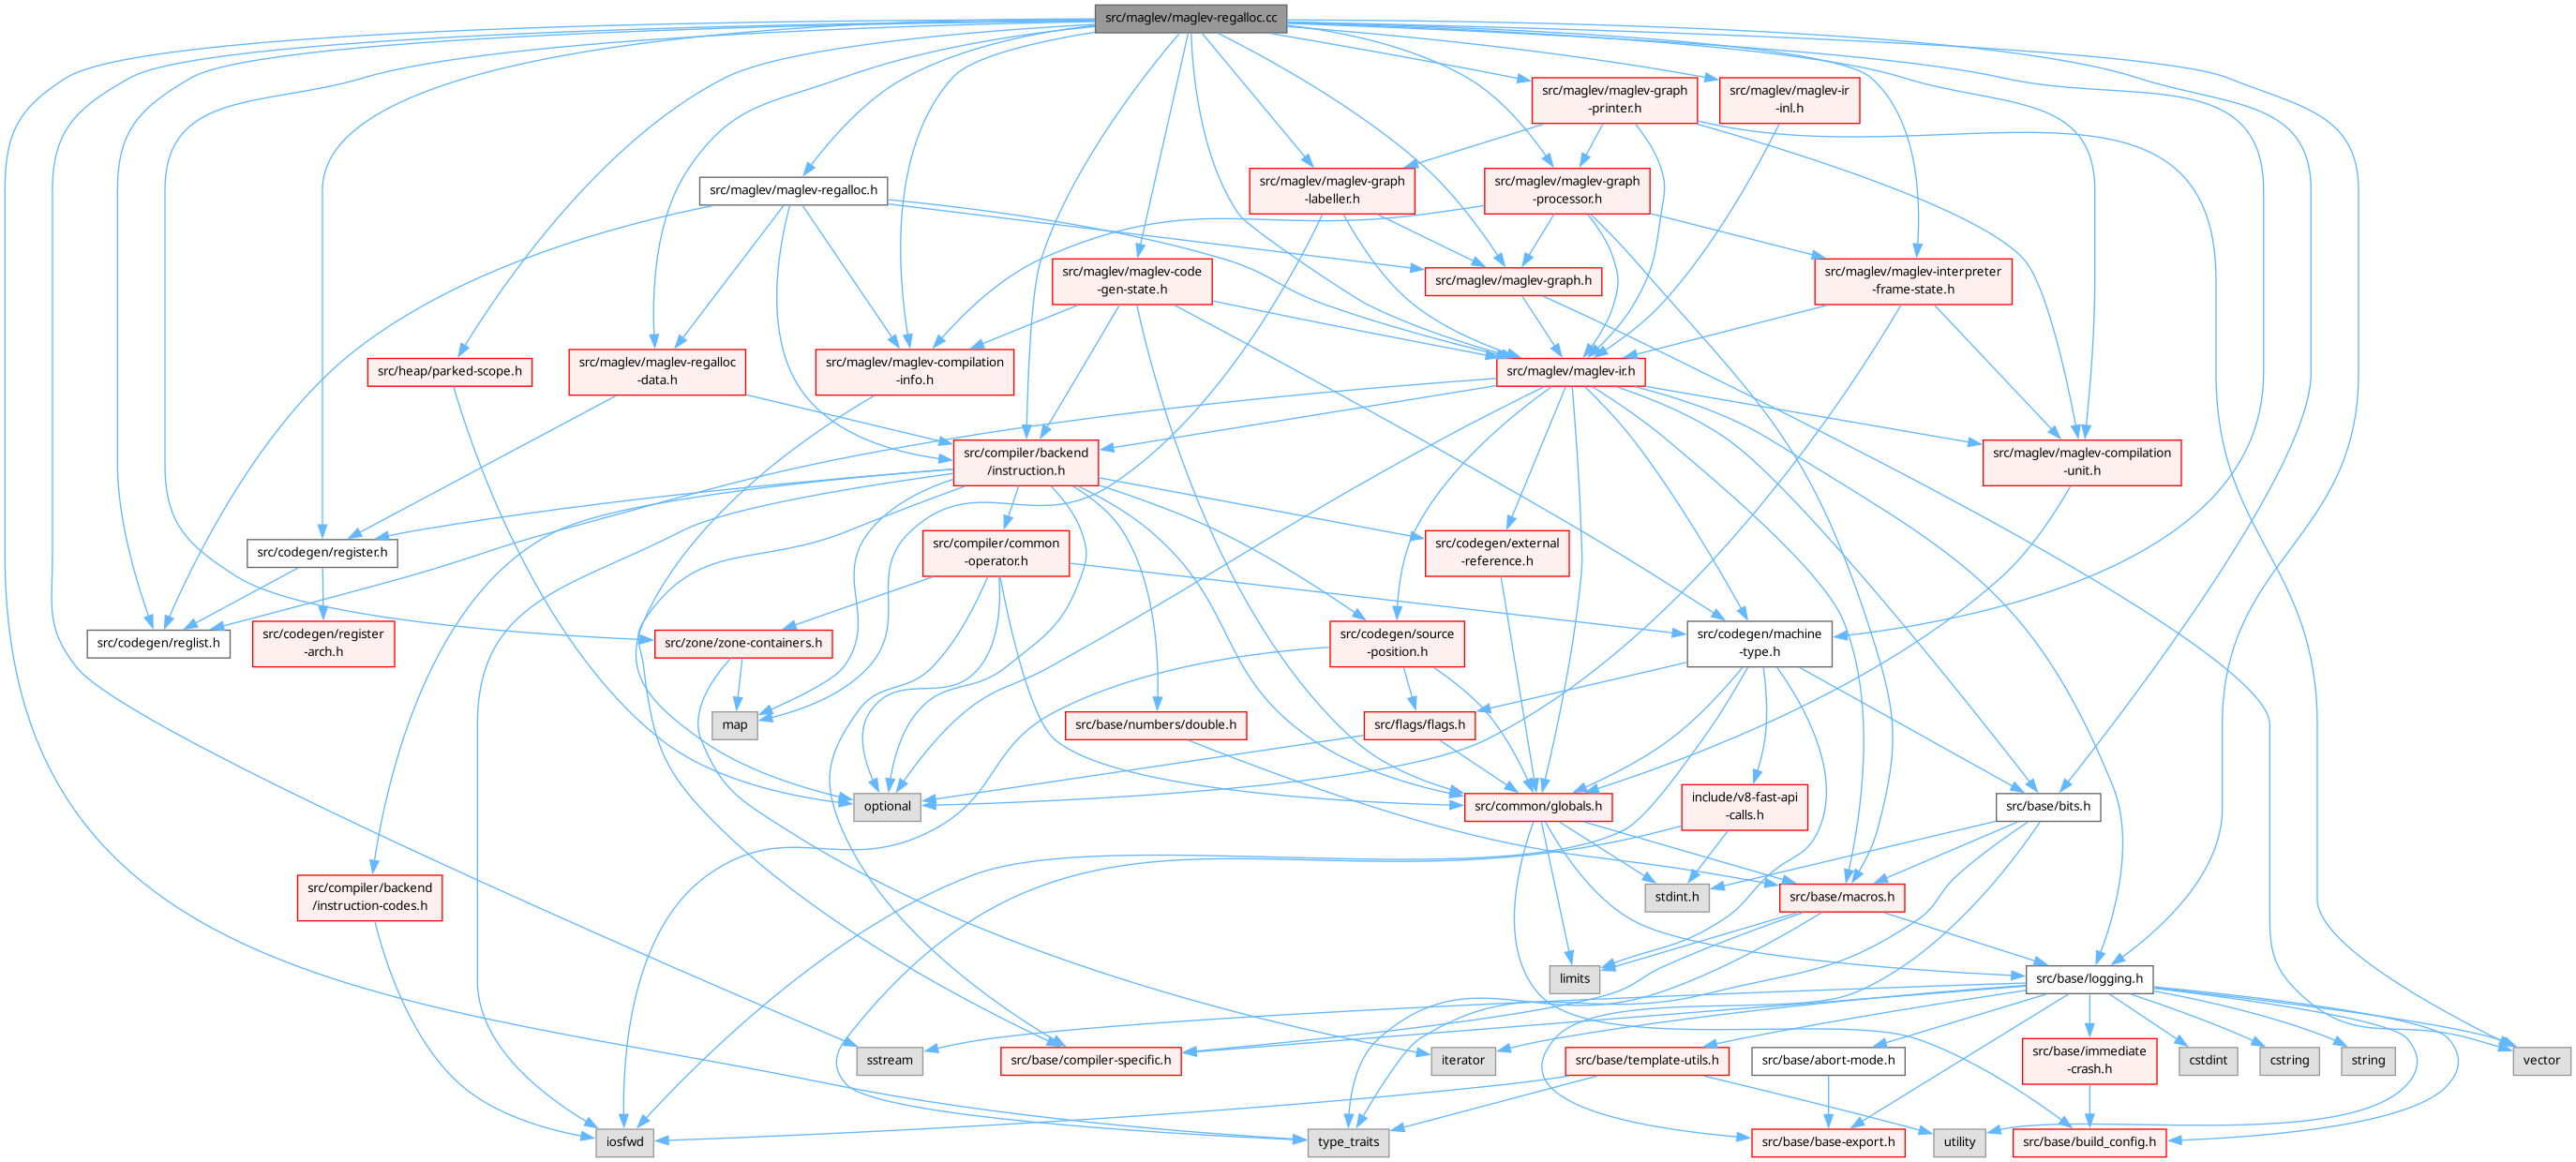 src/maglev/maglev-regalloc.cc
src/maglev/maglev-graph
-printer.h
src/maglev/maglev-ir
-inl.h
src/maglev/maglev-regalloc.h
src/maglev/maglev-graph
-labeller.h
src/maglev/maglev-graph
-processor.h
src/maglev/maglev-code
-gen-state.h
src/maglev/maglev-graph.h
src/maglev/maglev-interpreter
-frame-state.h
src/heap/parked-scope.h
src/maglev/maglev-regalloc
-data.h
src/maglev/maglev-compilation
-info.h
src/maglev/maglev-ir.h
src/compiler/backend
/instruction.h
src/maglev/maglev-compilation
-unit.h
src/codegen/register.h
src/compiler/common
-operator.h
src/codegen/external
-reference.h
src/codegen/reglist.h
src/codegen/register
-arch.h
src/zone/zone-containers.h
src/codegen/source
-position.h
src/codegen/machine
-type.h
map
src/base/numbers/double.h
src/flags/flags.h
optional
src/common/globals.h
include/v8-fast-api
-calls.h
src/base/bits.h
src/compiler/backend
/instruction-codes.h
stdint.h
src/base/macros.h
limits
src/base/logging.h
sstream
src/base/compiler-specific.h
iterator
src/base/template-utils.h
src/base/abort-mode.h
src/base/immediate
-crash.h
cstdint
cstring
string
vector
iosfwd
type_traits
src/base/base-export.h
utility
src/base/build_config.h